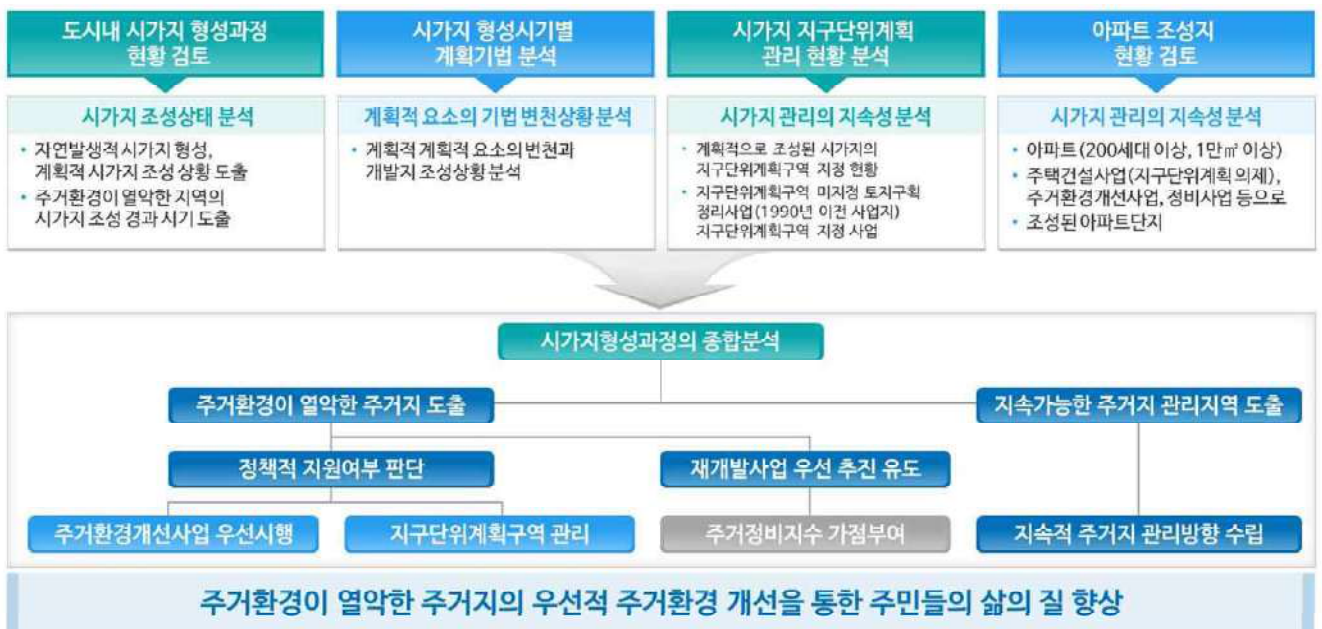 도시내 시가지 형성과정
현황 검토
시가지 조성상태 분석
• 자연발생적 시가지 형성,
계획적 시가지 조성 상황 도출
• 주거환경이 열악한 지역의
시가지 조성 경과 시기 도출
시가지 형성시기별
계획기법 분석
계획적 요소의 기법 변천상황 분석
• 계획적 계획적 요소의 변천과
개발지 조성상황 분석
시가지 지구단위계획
관리 현황 분석
시가지 관리의 지속성 분석
• 계획적으로 조성된 시가지의
지구단위계획구역 지정 현황
• 지구단위계획구역 미지정 토지구획
정리사업(1990년 이전 사업지)
지구단위계획구역 지정 사업
아파트 조성지
현황 검토
시가지 관리의 지속성 분석
• 아파트(200세대 이상, 1만㎡ 이상)
• 주택건설사업(지구단위계획 의제),
주거환경개선사업, 정비사업 등으로
• 조성된 아파트단지
시가지형성과정의 종합분석
주거환경이 열악한 주거지 도출
지속가능한 주거지 관리지역 도출
정책적 지원여부 판단
재개발사업 우선 추진 유도
주거환경개선사업 우선시행
지구단위계획구역 관리
주거정비지수 가점부여
지속적 주거지 관리방향 수립
주거환경이 열악한 주거지의 우선적 주거환경 개선을 통한 주민들의 삶의 질 향상